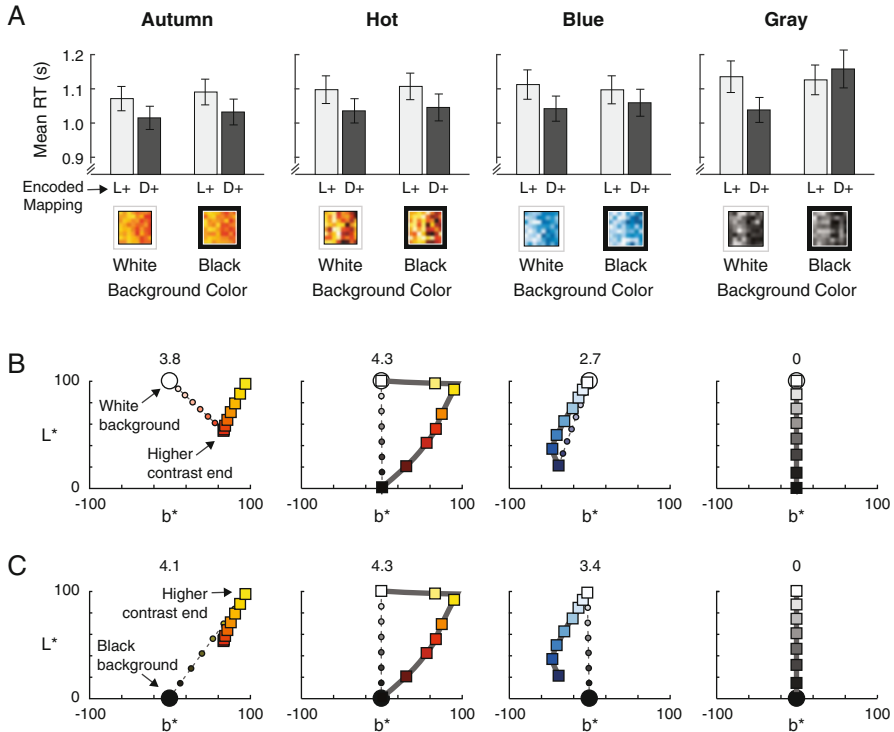 A
Autumn Hot Blue Gray
Mean RT (s)
1.2
1.1
1.0
0.9
L+ D+ L+ D+ L+ D+ L+ D+ L+ D+ L+ D+ L+ D+ L+ D+
Encoded
Mapping
White Black White Black White Black White Black
Background Color Background Color Background Color Background Color
B
3.8 4.3 2.7 0
100
L*
0
White
background
Higher
contrast end
-100 100 -100 100 -100 100 -100 100
b* b* b* b*
C
4.1 4.3 3.4 0
100
L*
0
Higher
contrast end
Black
background
-100 100 -100 100 -100 100 -100 100
b* b* b* b*